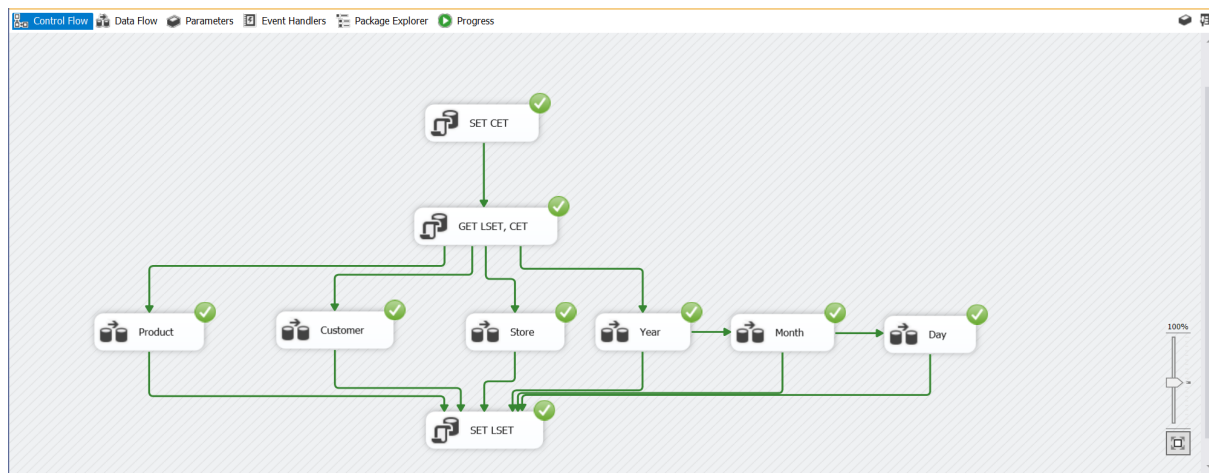 Control Flow Data Flow Parameters Event Handlers Package Explorer Progress
SET CET
GET LSET, CET
Product Customer Store Year Month Day
100%
SET LSET